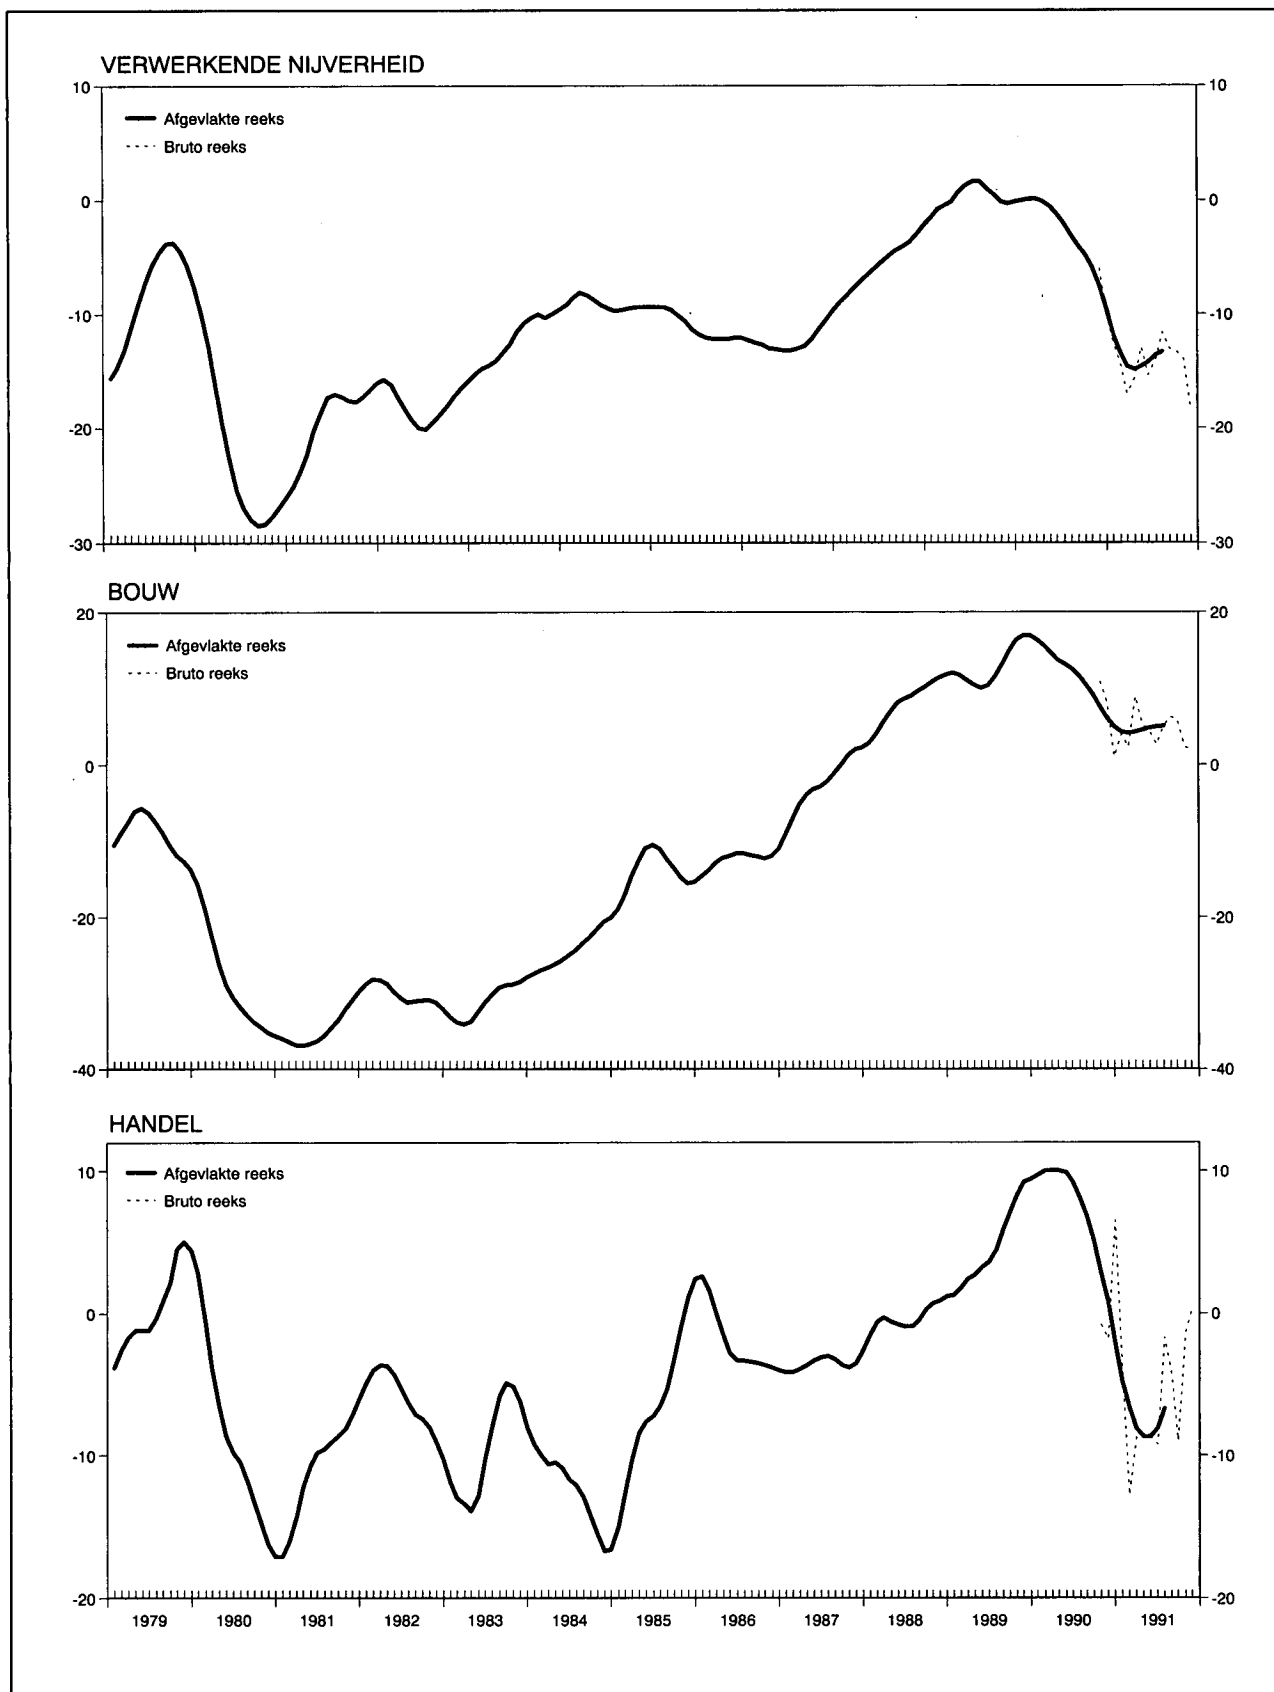 VERWERKENDE NIJVERHEID
10 10
Afgevlakte reeks
Bruto reeks
0 0
-10 -10
-20 -20
-30 -30
BOUW
20 20
Afgevlakte reeks
Bruto reeks
0 0
-20 -20
-40 -40
HANDEL
10 10
Afgevlakte reeks
Bruto reeks
0 0
-10 -10
-20 -20
1979 1980 1981 1982 1983 1984 1985 1986 1987 1988 1989 1990 1991